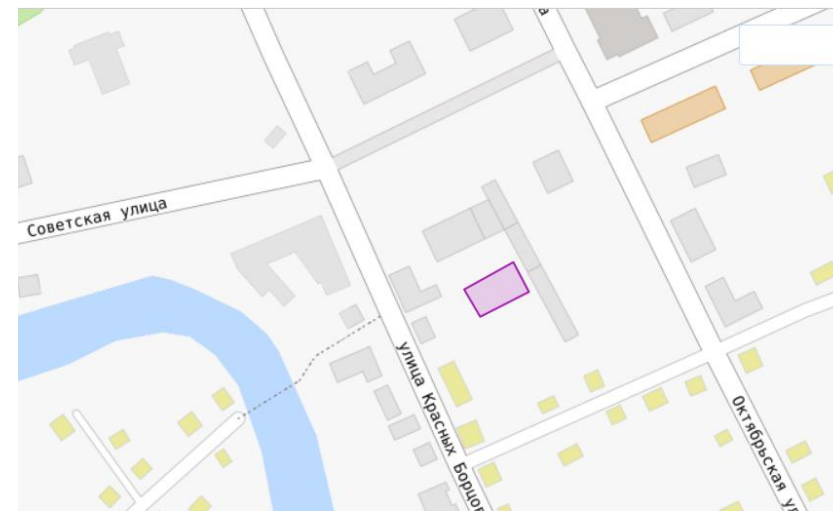 Советская улица
улица Красных Борцов
Октябрьская ул